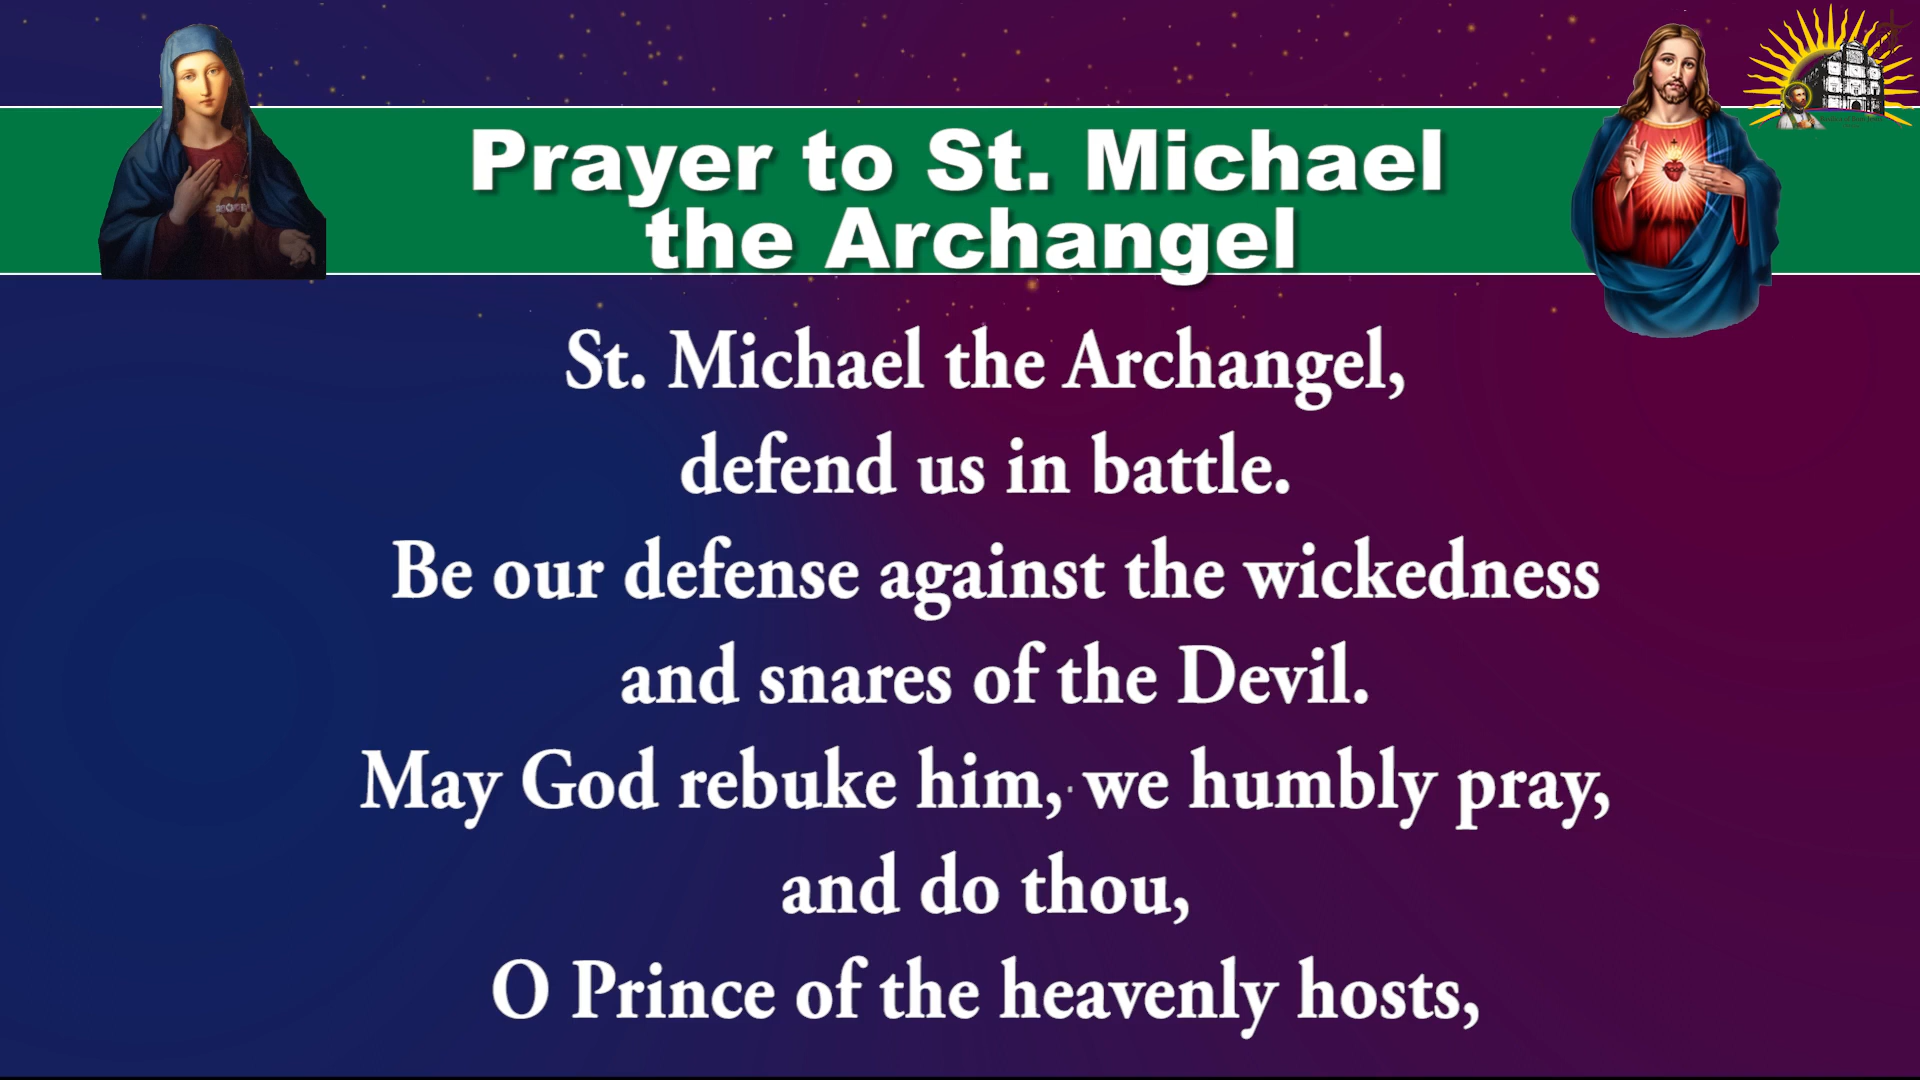 Prayer to St. Michael
the Archangel
St. Michael the Archangel,
defend us in battle.
Be our defense against the wickedness
and snares of the Devil.
May God rebuke him, we humbly pray,
and do thou,
O Prince of the heavenly hosts,